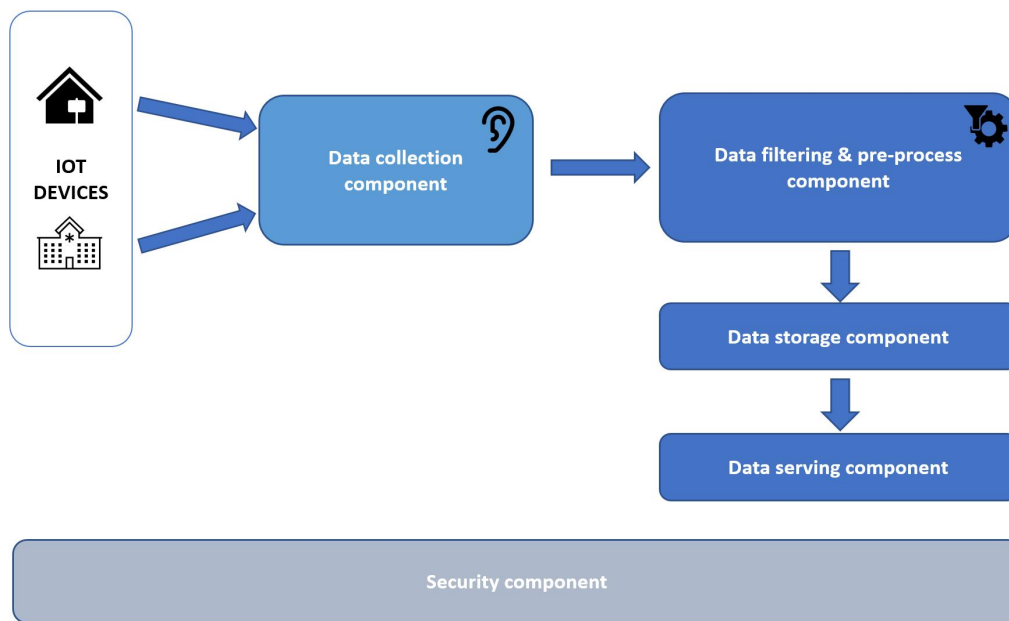 IOT
DEVICES
Data collection
component
Data filtering & pre-process
component
Data storage component
Data serving component
Security component